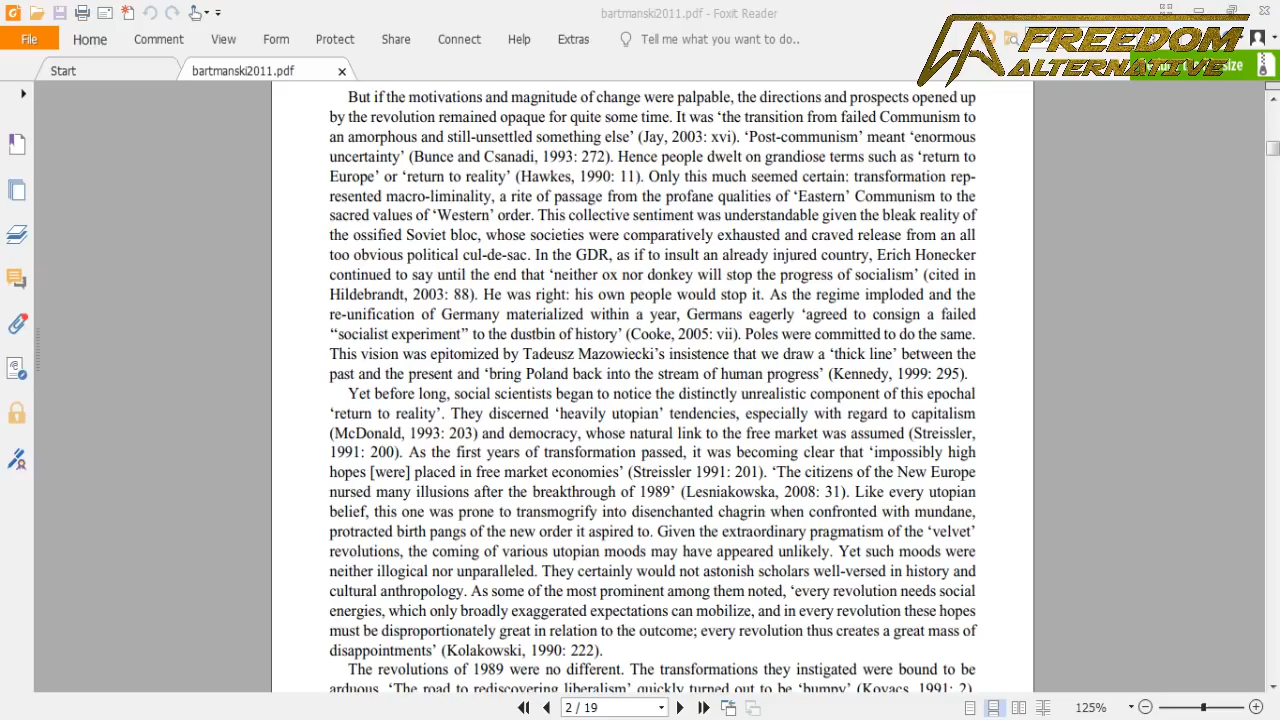 bartmanski2011.pdf - Foxit Reader
File Home Comment View Form Protect Share Connect Help Extras Tell me what you want to do..
FREEDOM
ALTERNATIVE
size
Start bartmanski2011.pdf
But if the motivations and magnitude of change were palpable, the directions and prospects opened up
by the revolution remained opaque for quite some time. It was ‘the transition from failed Communism to
an amorphous and still-unsettled something else’ (Jay, 2003: xvi). ‘Post-communism’ meant ‘enormous
uncertainty’ (Bunce and Csanadi, 1993: 272). Hence people dwelt on grandiose terms such as ‘return to
Europe’ or ‘return to reality’ (Hawkes, 1990: 11). Only this much seemed certain: transformation rep-
resented macro-liminality, a rite of passage from the profane qualities of ‘Eastern’ Communism to the
sacred values of ‘Western’ order. This collective sentiment was understandable given the bleak reality of
the ossified Soviet bloc, whose societies were comparatively exhausted and craved release from an all
too obvious political cul-de-sac. In the GDR, as if to insult an already injured country, Erich Honecker
continued to say until the end that ‘neither ox nor donkey will stop the progress of socialism’ (cited in
Hildebrandt, 2003: 88). He was right: his own people would stop it. As the regime imploded and the
re-unification of Germany materialized within a year, Germans eagerly ‘agreed to consign a failed
“socialist experiment” to the dustbin of history’ (Cooke, 2005: vii). Poles were committed to do the same.
This vision was epitomized by Tadeusz Mazowiecki’s insistence that we draw a ‘thick line’ between the
past and the present and ‘bring Poland back into the stream of human progress’ (Kennedy, 1999: 295).
Yet before long, social scientists began to notice the distinctly unrealistic component of this epochal
‘return to reality’. They discerned ‘heavily utopian’ tendencies, especially with regard to capitalism
(McDonald, 1993: 203) and democracy, whose natural link to the free market was assumed (Streissler,
1991: 200). As the first years of transformation passed, it was becoming clear that ‘impossibly high
hopes [were] placed in free market economies’ (Streissler 1991: 201). ‘The citizens of the New Europe
nursed many illusions after the breakthrough of 1989’ (Lesniakowska, 2008: 31). Like every utopian
belief, this one was prone to transmogrify into disenchanted chagrin when confronted with mundane,
protracted birth pangs of the new order it aspired to. Given the extraordinary pragmatism of the ‘velvet’
revolutions, the coming of various utopian moods may have appeared unlikely. Yet such moods were
neither illogical nor unparalleled. They certainly would not astonish scholars well-versed in history and
cultural anthropology. As some of the most prominent among them noted, ‘every revolution needs social
energies, which only broadly exaggerated expectations can mobilize, and in every revolution these hopes
must be disproportionately great in relation to the outcome; every revolution thus creates a great mass of
disappointments’ (Kolakowski, 1990: 222).
The revolutions of 1989 were no different. The transformations they instigated were bound to be
arduous. ‘The road to rediscovering liberalism’ quickly turned out to be ‘bumpy’ (Kovacs, 1991: 2).
2 / 19 125%